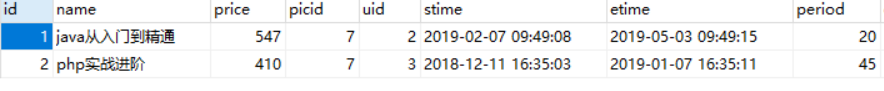 id name price picid uid stime etime period
1 java从入门到精通 547 7 2 2019-02-07 09:49:08 2019-05-03 09:49:15 20
2 php实战进阶 410 7 3 2018-12-11 16:35:03 2019-01-07 16:35:11 45